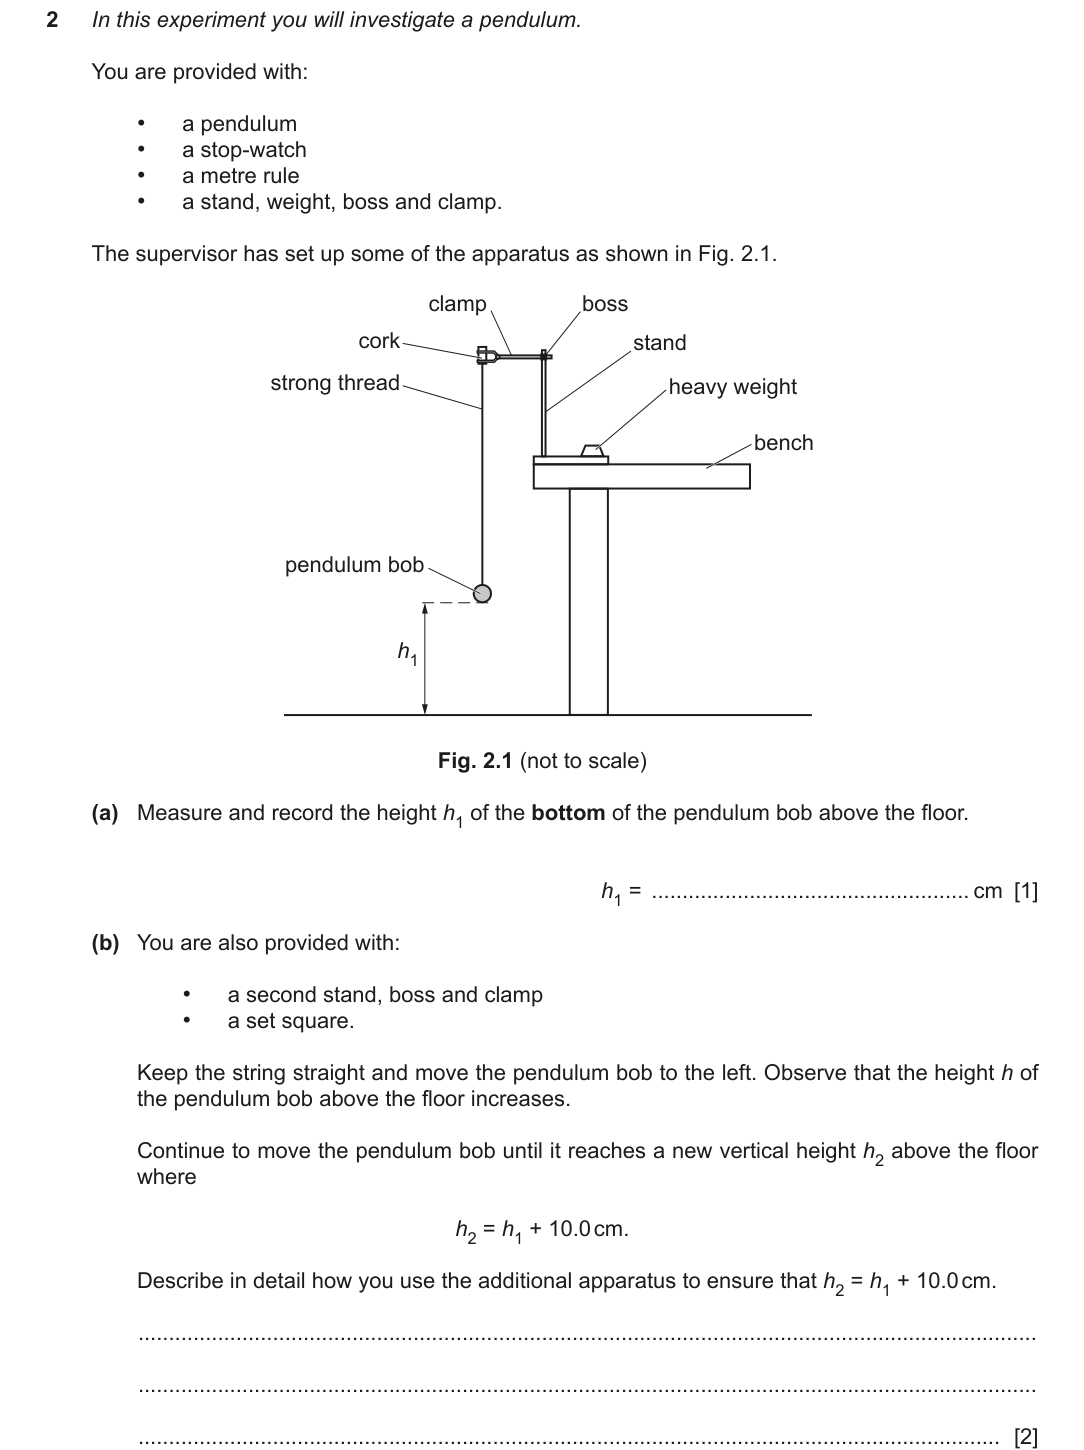 2 In this experiment you will investigate a pendulum.
You are provided with:
• a pendulum
• a stop-watch
• a metre rule
• a stand, weight, boss and clamp.
The supervisor has set up some of the apparatus as shown in Fig. 2.1.
clamp
boss
cork
stand
strong thread
heavy weight
bench
pendulum bob
h1
Fig. 2.1 (not to scale)
(a) Measure and record the height h1 of the bottom of the pendulum bob above the floor.
h1 = .................................................... cm [1]
(b) You are also provided with:
• a second stand, boss and clamp
• a set square.
Keep the string straight and move the pendulum bob to the left. Observe that the height h of
the pendulum bob above the floor increases.
Continue to move the pendulum bob until it reaches a new vertical height h2 above the floor
where
h2 = h1 + 10.0 cm.
Describe in detail how you use the additional apparatus to ensure that h2 = h1 + 10.0 cm.
...................................................................................................................................................
...................................................................................................................................................
............................................................................................................................................. [2]